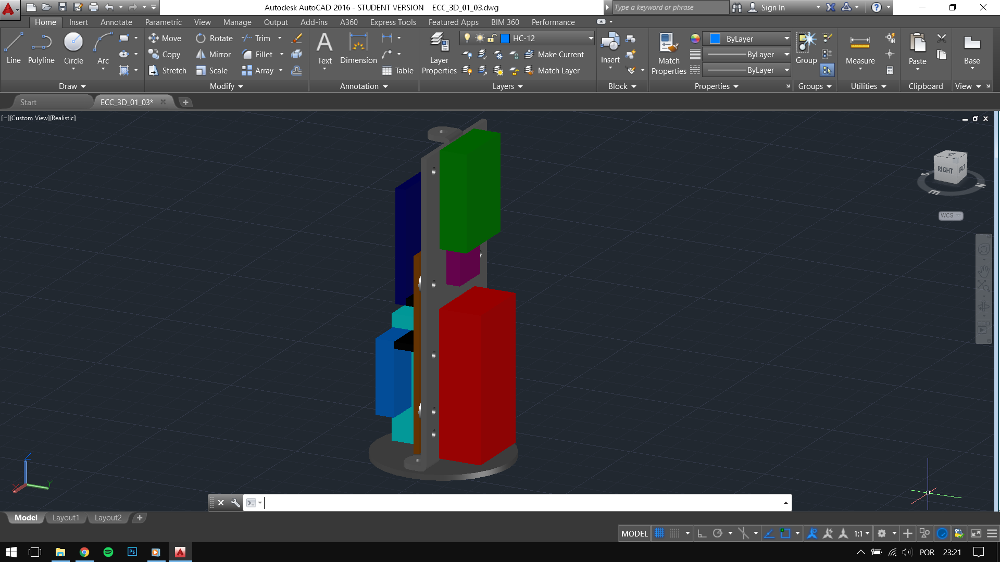 Autodesk AutoCAD 2016 - STUDENT VERSION ECC_3D_01_03.dwg
Type a keyword or phrase
Sign In
Home Insert Annotate Parametric View Manage Output Add-ins A360 Express Tools Featured Apps BIM 360 Performance
Line
Polyline
Circle
Arc
Move
Copy
Stretch
Rotate
Mirror
Scale
Trim
Fillet
Array
Text
Dimension
Table
Layer
Properties
HC-12
Make Current
Match Layer
Insert
Match
Properties
ByLayer
ByLayer
ByLayer
Group
Measure
Paste
Base
Draw Modify Annotation Layers Block Properties Groups Utilities Clipboard View
Start ECC_3D_01_03*
[−][Custom View][Realistic]
RIGHT
BACK
S
E
N
WCS
Z
X
Y
Model Layout1 Layout2
MODEL
1:1
Ps
POR 23:21